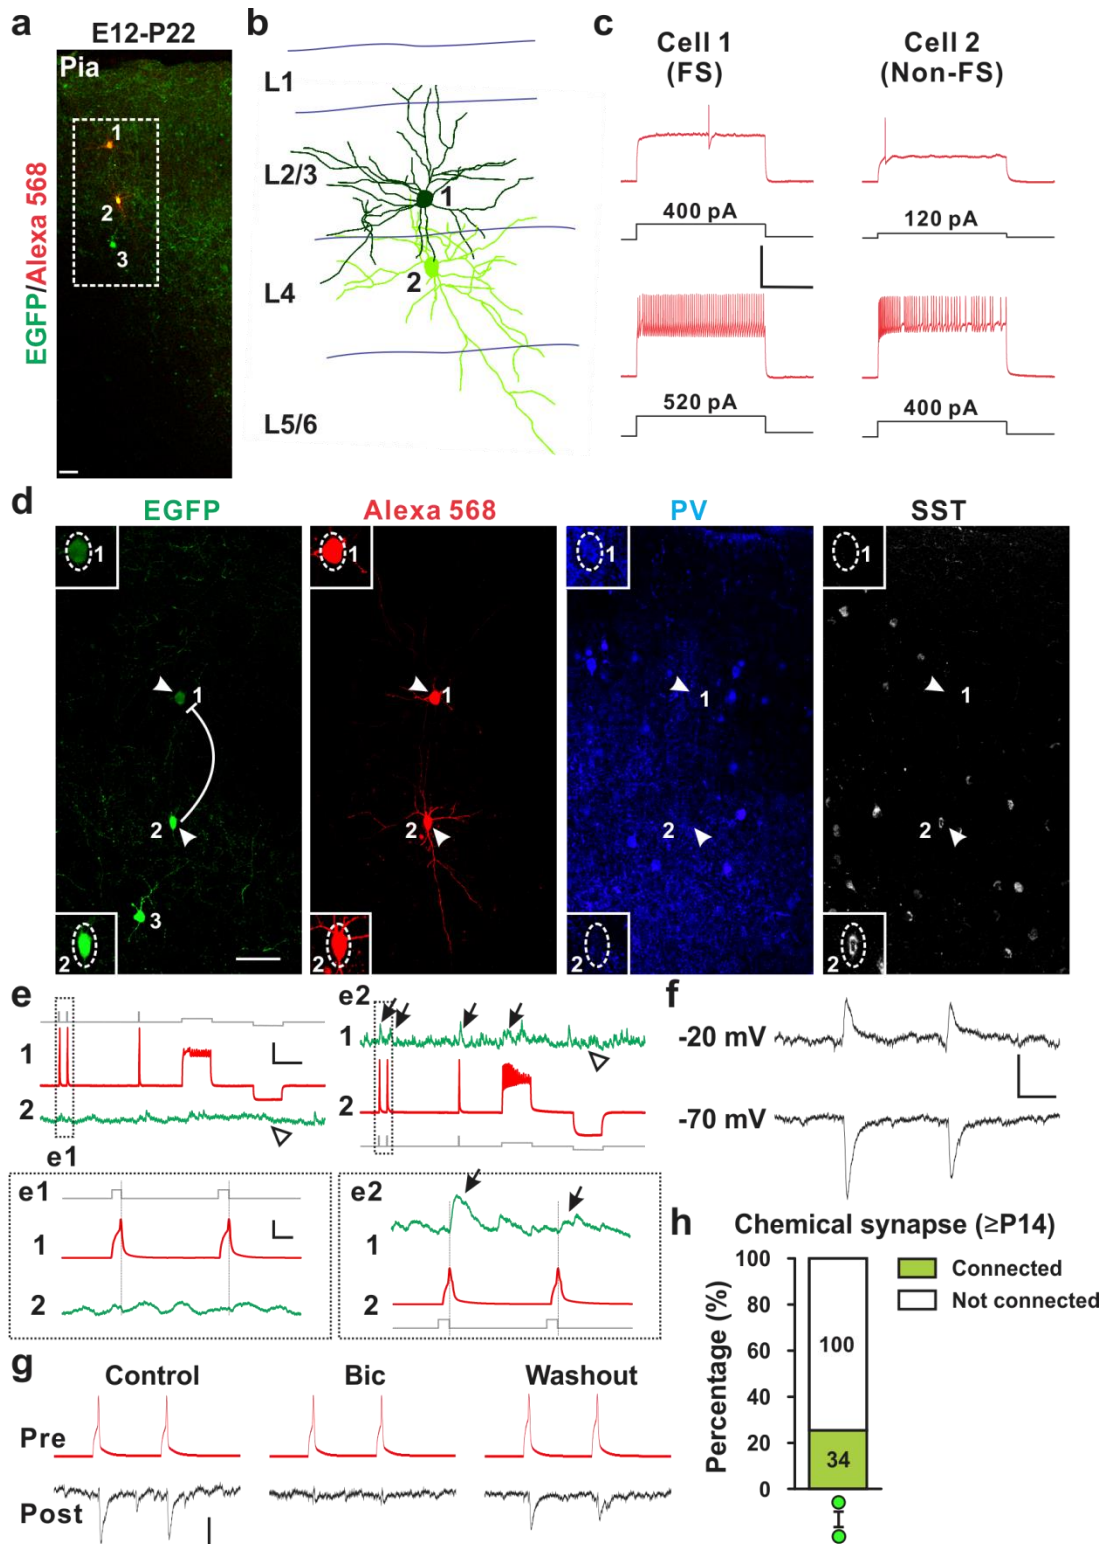 a
E12-P22
Pia
1
2
3
EGFP/Alexa 568
b
L1
L2/3
L4
L5/6
1
2
c
Cell 1
(FS)
Cell 2
(Non-FS)
400 pA
120 pA
520 pA
400 pA
d
EGFP
Alexa 568
PV
SST
1
1
1
1
1
1
1
1
2
2
2
2
3
2
2
2
2
e
1
2
e1
e2
1
2
e1
1
2
e2
1
2
f
-20 mV
-70 mV
g
Control
Bic
Washout
Pre
Post
h
Chemical synapse (≥P14)
Connected
Not connected
Percentage (%)
100
80
60
40
20
0
100
34